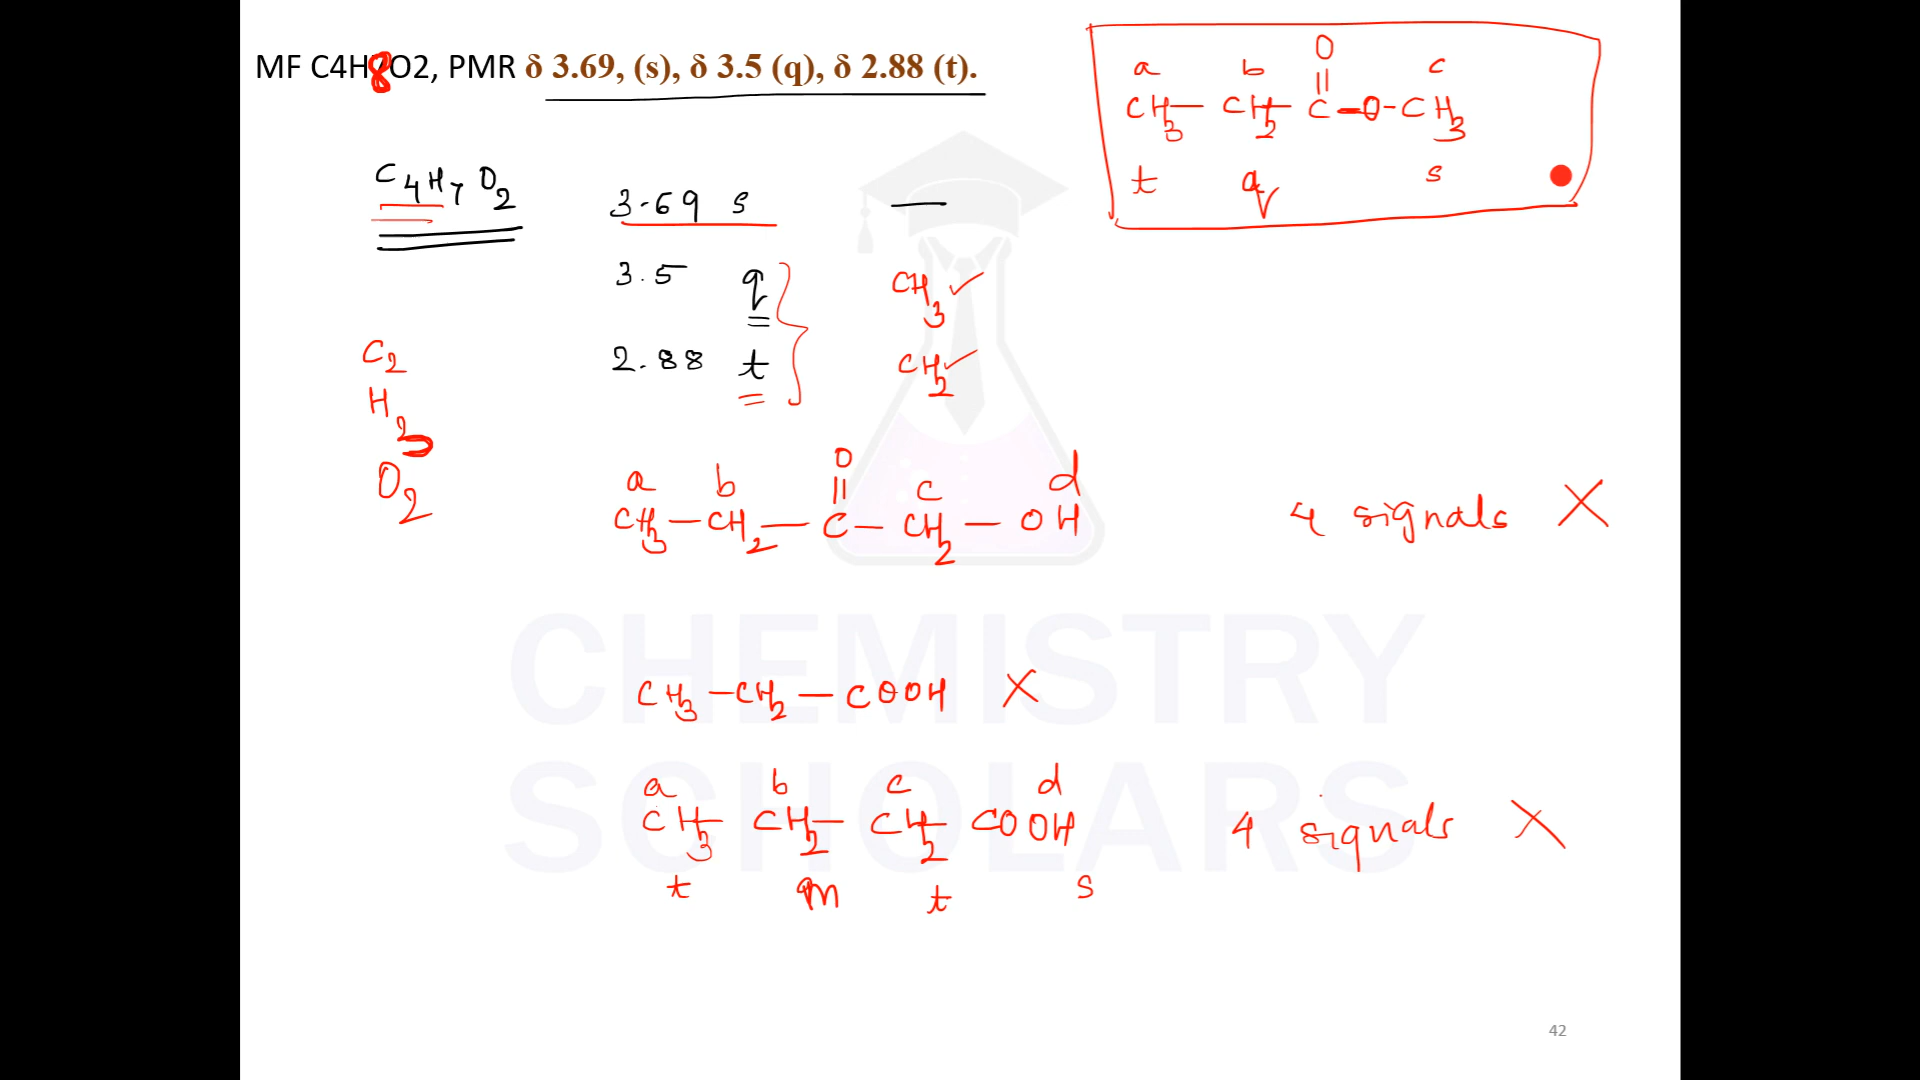 MF C4H8O2, PMR δ 3.69, (s), δ 3.5 (q), δ 2.88 (t).
O
a b || c
CH3— CH2— C—O-CH3
t q s
C4H7O2 3.69 s —
3.5 q CH3 ✓
2.88 t CH2 ✓
C2
H2
O2
O
a b || c d
CH3—CH2—C—CH2—OH 4 signals X
CHEMISTRY
CH3—CH2—COOH X
SCHOLARS
a b c d
CH3— CH2— CH2— COOH 4 signals X
t m t s
42